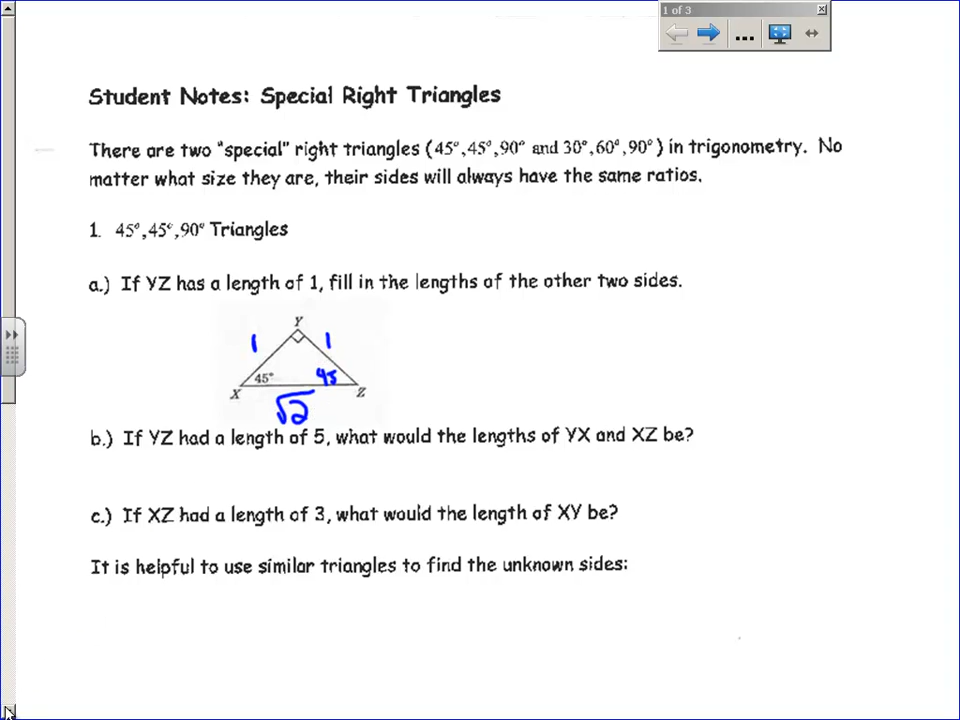 1 of 3
Student Notes: Special Right Triangles
There are two "special" right triangles (45°,45°,90° and 30°,60°,90°) in trigonometry. No
matter what size they are, their sides will always have the same ratios.
1. 45°,45°,90° Triangles
a.) If YZ has a length of 1, fill in the lengths of the other two sides.
Y
1 1
45° 45
X Z
√2
b.) If YZ had a length of 5, what would the lengths of YX and XZ be?
c.) If XZ had a length of 3, what would the length of XY be?
It is helpful to use similar triangles to find the unknown sides: